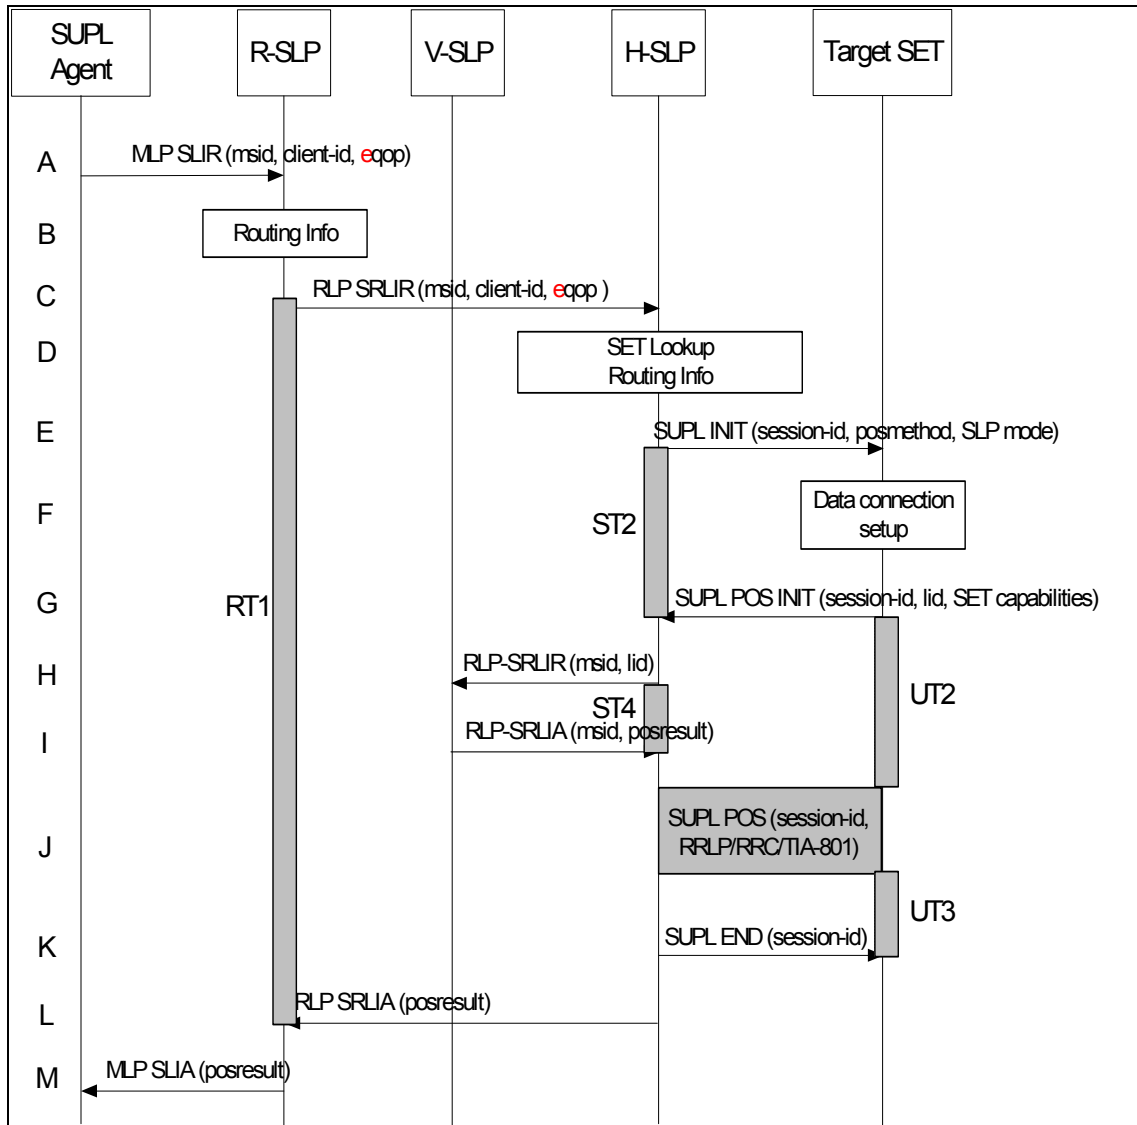 SUPL
Agent
R-SLP
V-SLP
H-SLP
Target SET
A
MLP SLIR (msid, client-id, eqop)
B
Routing Info
C
RLP SRLIR (msid, client-id, eqop )
D
SET Lookup
Routing Info
E
SUPL INIT (session-id, posmethod, SLP mode)
F
ST2
Data connection
setup
G
RT1
SUPL POS INIT (session-id, lid, SET capabilities)
H
RLP-SRLIR (msid, lid)
ST4
UT2
I
RLP-SRLIA (msid, posresult)
J
SUPL POS (session-id,
RRLP/RRC/TIA-801)
UT3
K
SUPL END (session-id)
L
RLP SRLIA (posresult)
M
MLP SLIA (posresult)